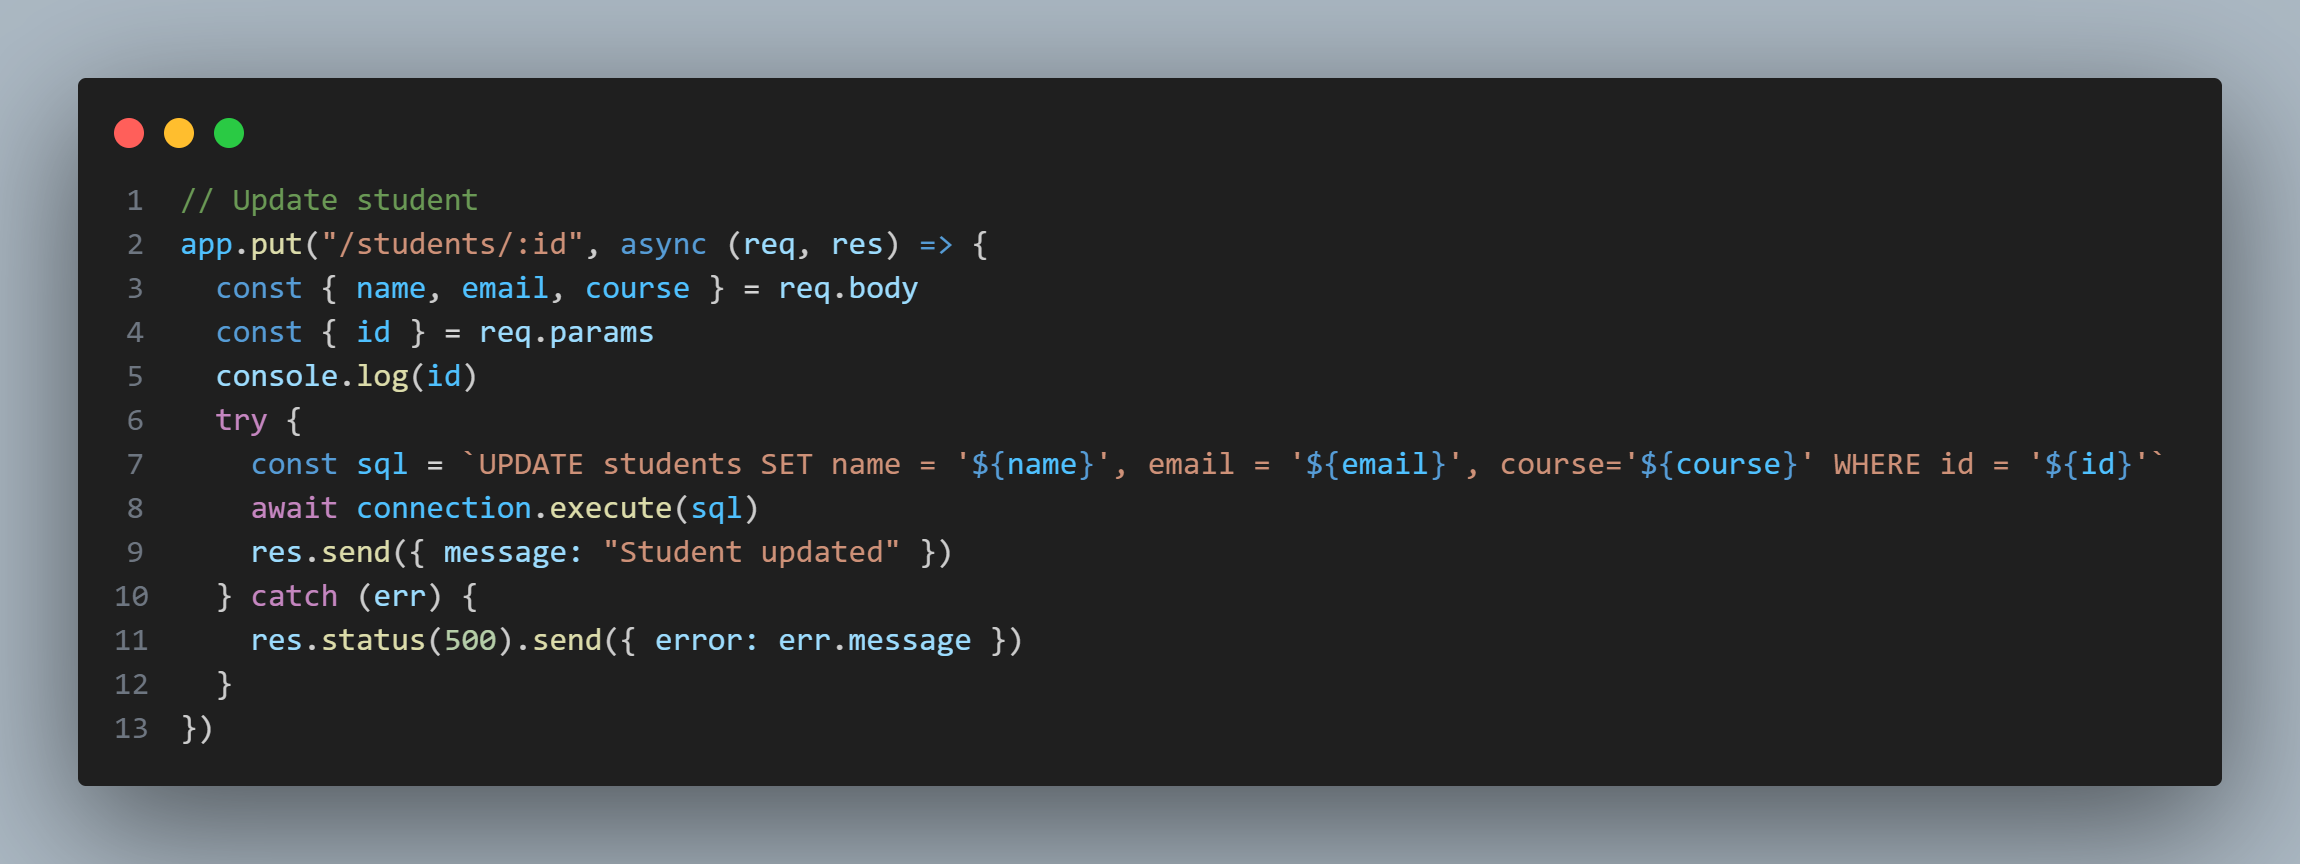 1 // Update student
2 app.put("/students/:id", async (req, res) => {
3   const { name, email, course } = req.body
4   const { id } = req.params
5   console.log(id)
6   try {
7     const sql = `UPDATE students SET name = '${name}', email = '${email}', course='${course}' WHERE id = '${id}'`
8     await connection.execute(sql)
9     res.send({ message: "Student updated" })
10   } catch (err) {
11     res.status(500).send({ error: err.message })
12   }
13 })